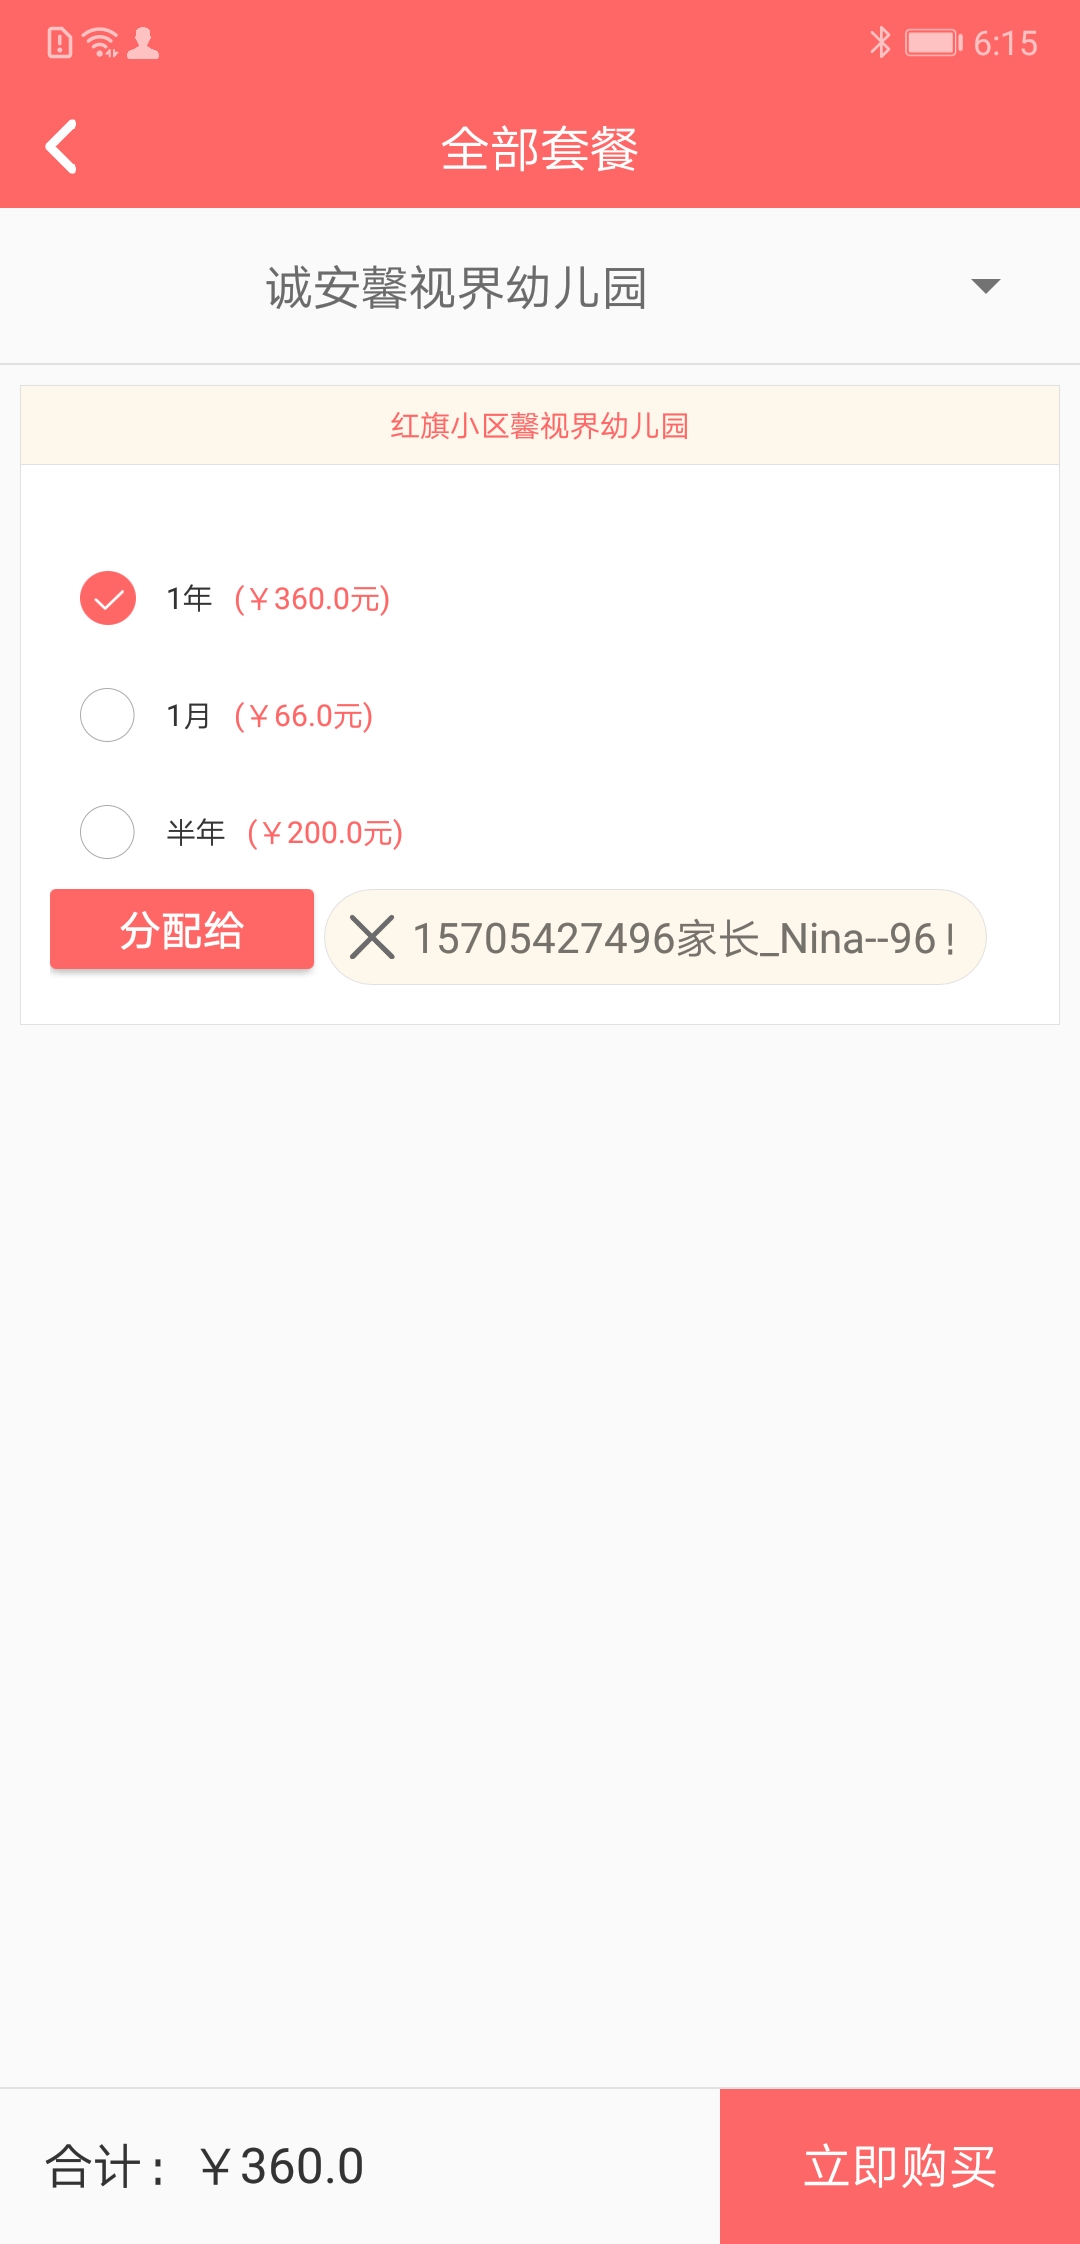 6:15
全部套餐
诚安馨视界幼儿园
红旗小区馨视界幼儿园
1年 (￥360.0元)
1月 (￥66.0元)
半年 (￥200.0元)
分配给 15705427496家长_Nina--96!
合计: ￥360.0 立即购买